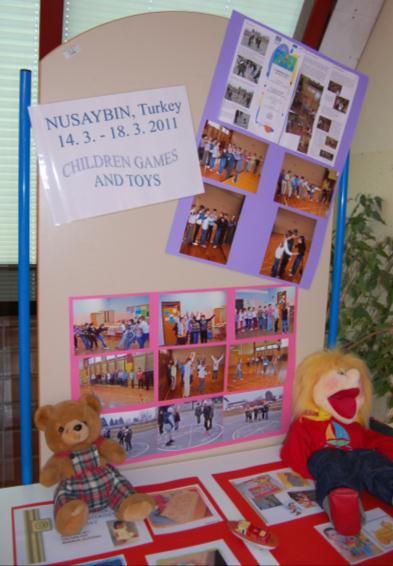 NUSAYBIN, Turkey
14. 3. - 18. 3. 2011
CHILDREN GAMES
AND TOYS